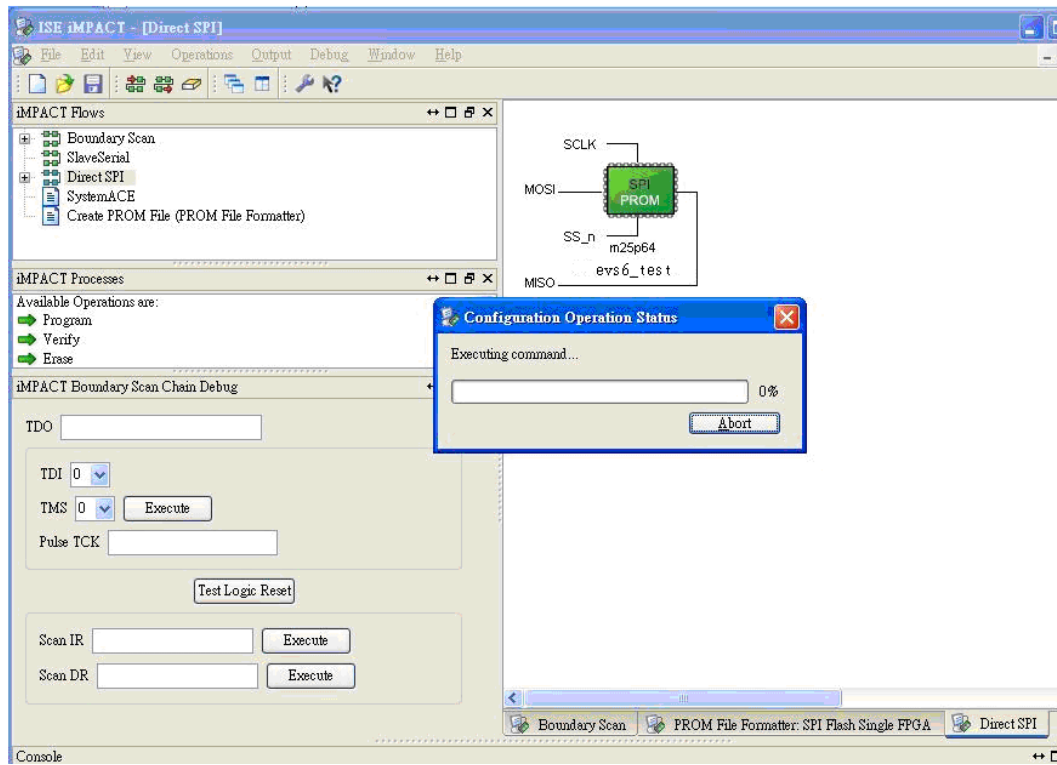 ISE iMPACT - [Direct SPI]
File Edit View Operations Output Debug Window Help
iMPACT Flows
Boundary Scan
SlaveSerial
Direct SPI
SystemACE
Create PROM File (PROM File Formatter)
iMPACT Processes
Available Operations are:
Program
Verify
Erase
iMPACT Boundary Scan Chain Debug
TDO
TDI 0
TMS 0 Execute
Pulse TCK
Test Logic Reset
Scan IR Execute
Scan DR Execute
SCLK
MOSI
SPI
PROM
SS_n
m25p64
evs6_test
MISO
Configuration Operation Status
Executing command...
0%
Abort
Boundary Scan PROM File Formatter: SPI Flash Single FPGA Direct SPI
Console